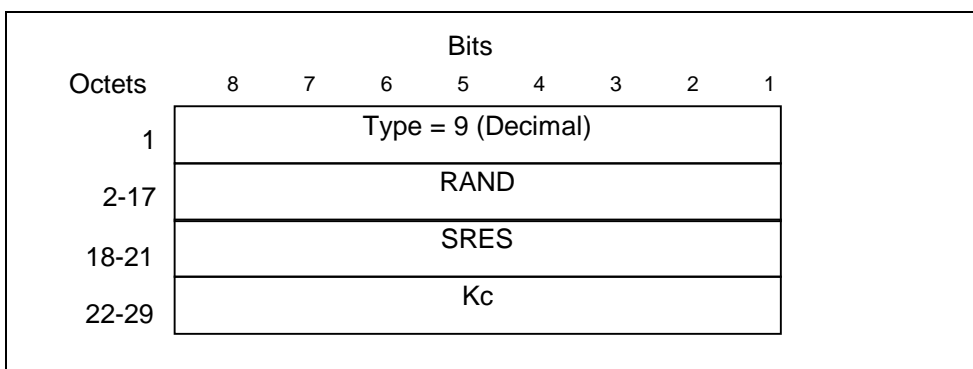 Bits
Octets 8 7 6 5 4 3 2 1
1 Type = 9 (Decimal)
2-17 RAND
18-21 SRES
22-29 Kc